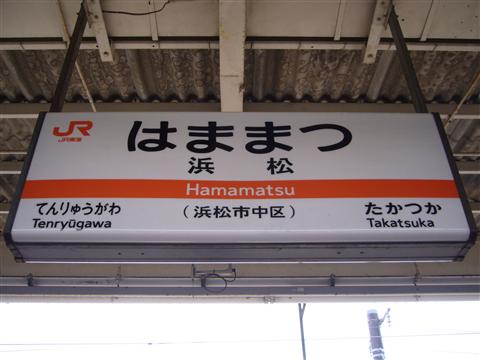 JR
JR東海
はままつ
浜松
Hamamatsu
てんりゅうがわ
Tenryūgawa
(浜松市中区)
たかつか
Takatsuka